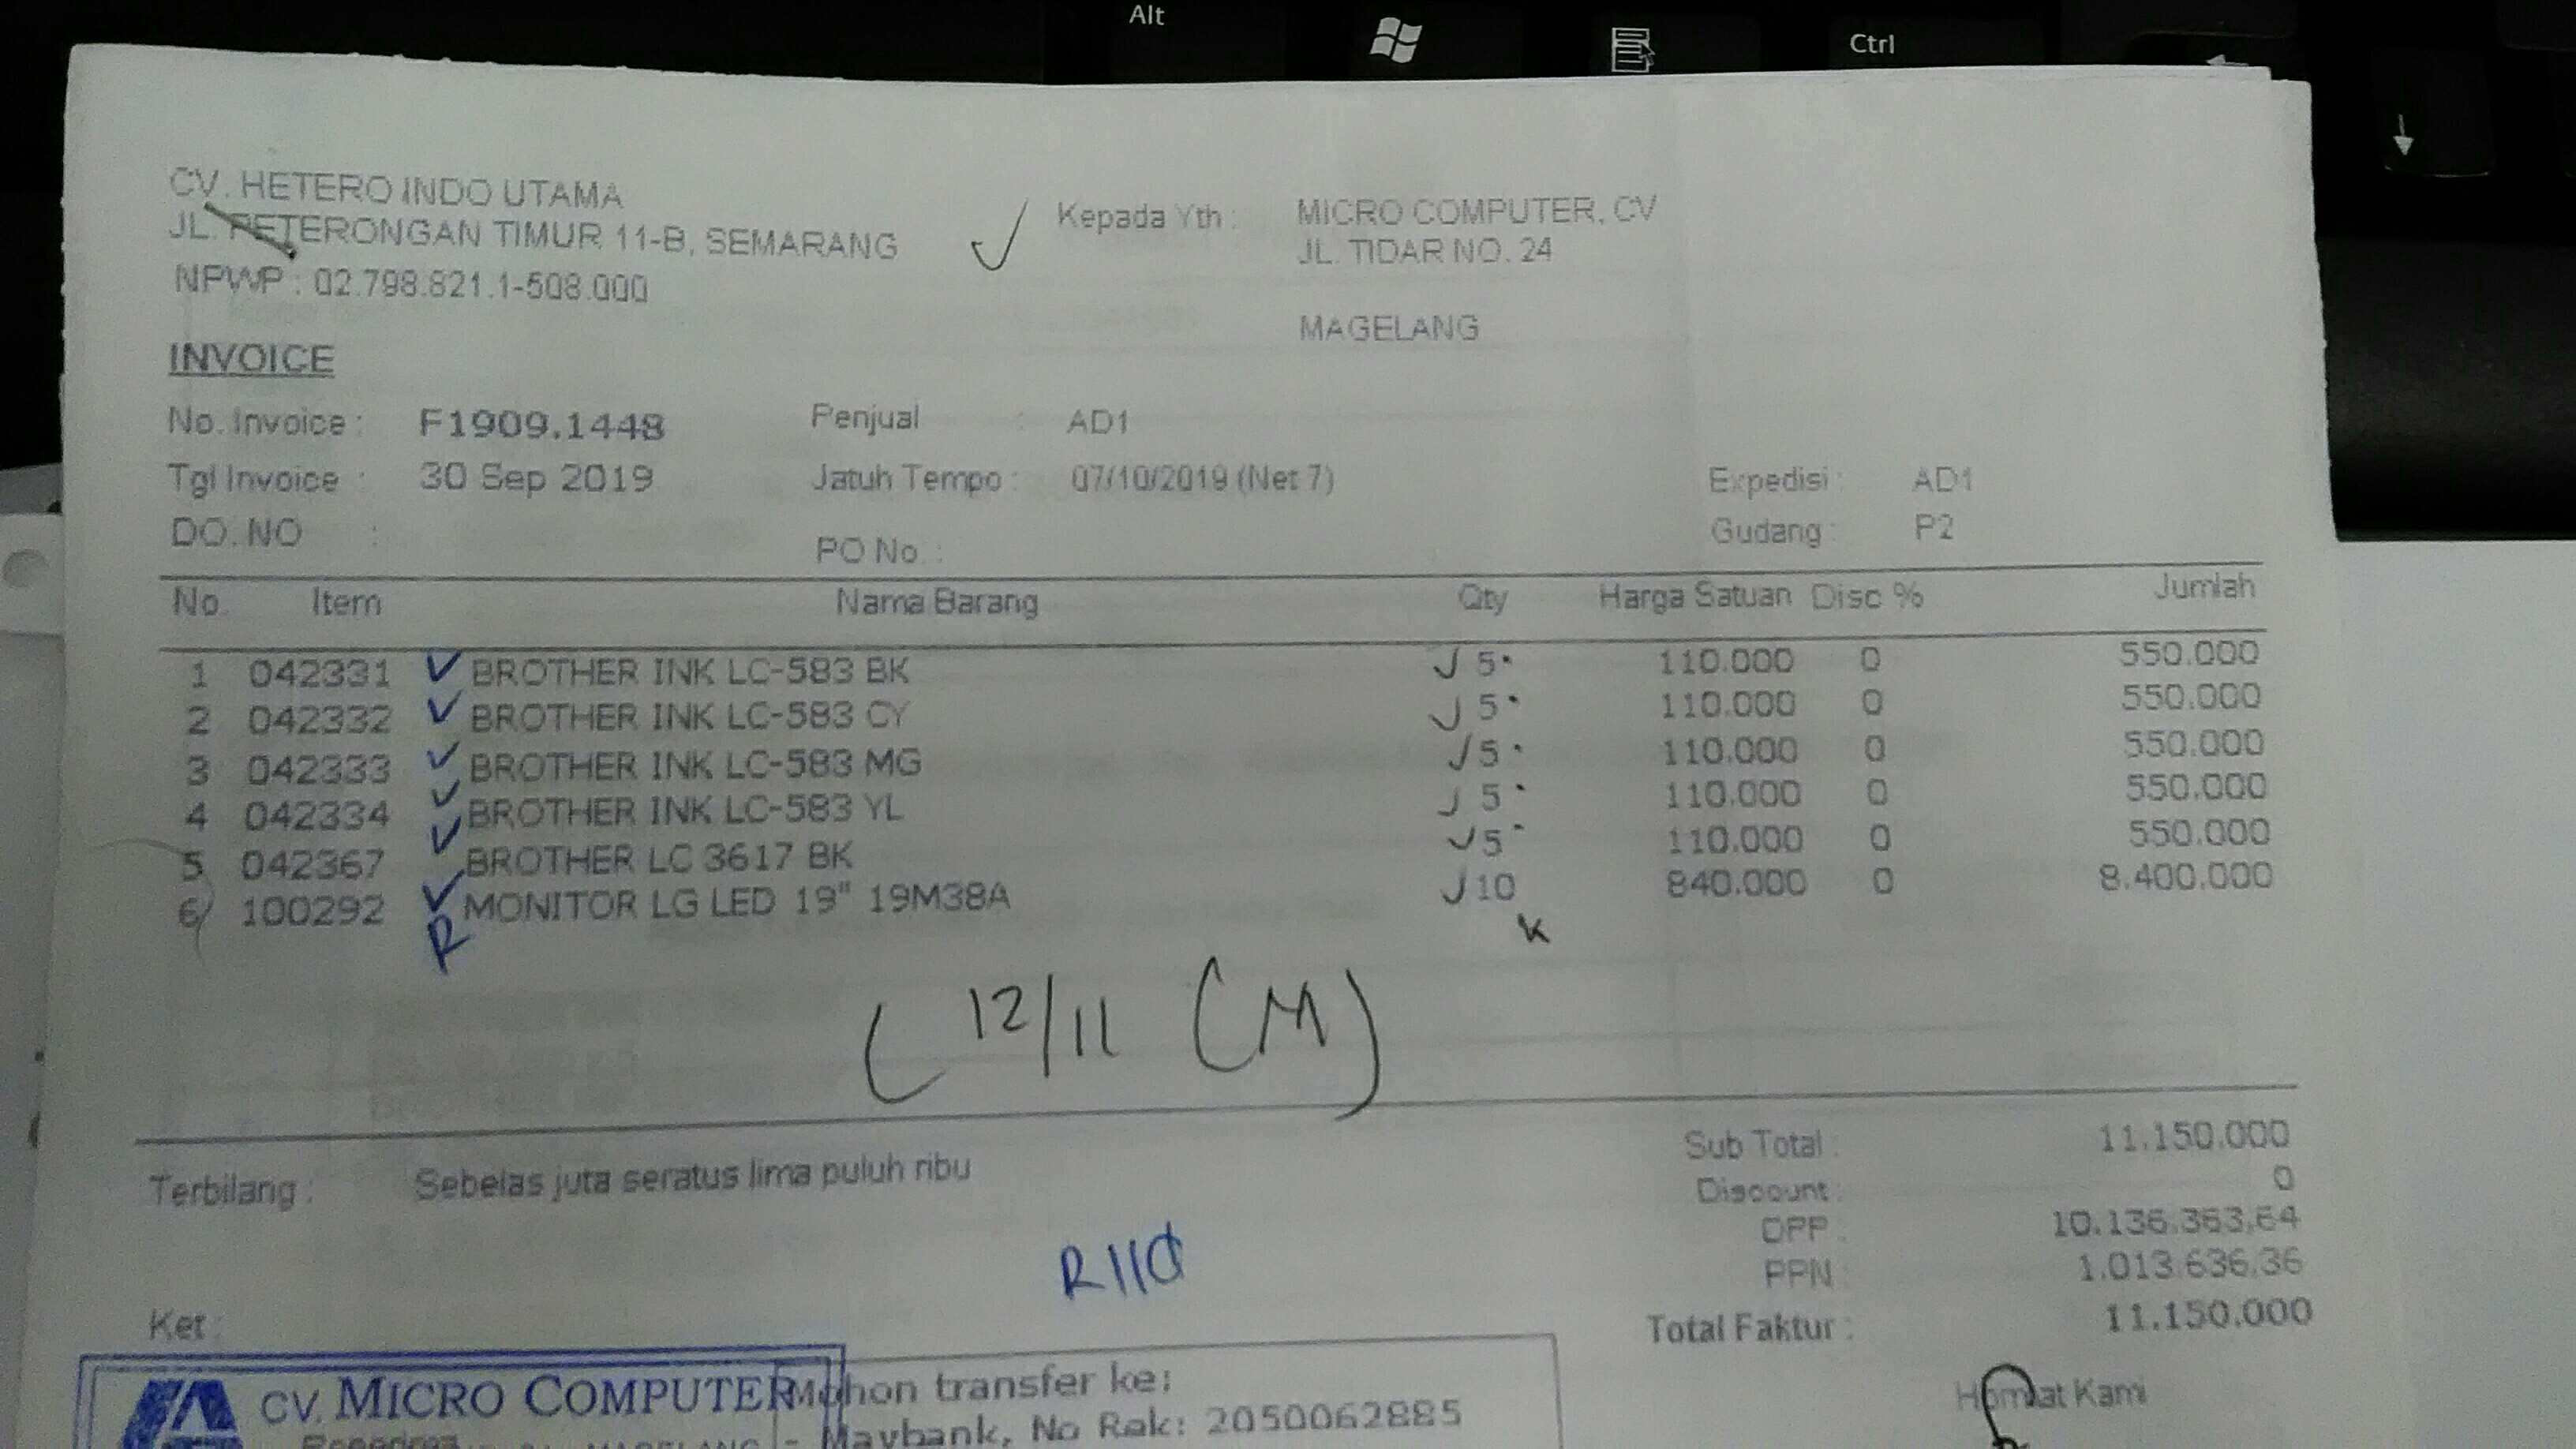 Alt
Ctrl
CV. HETERO INDO UTAMA
JL. PETERONGAN TIMUR 11-B, SEMARANG
NPWP : 02.798.821.1-508.000
Kepada Yth : MICRO COMPUTER, CV
JL. TIDAR NO. 24
MAGELANG
INVOICE
No. Invoice : F1909.1448 Penjual : AD1
Tgl Invoice : 30 Sep 2019 Jatuh Tempo : 07/10/2019 (Net 7) Expedisi : AD1
DO. NO : PO No. : Gudang : P2
No. Item Nama Barang Qty Harga Satuan Disc % Jumlah
1 042331 BROTHER INK LC-583 BK 5 110.000 0 550.000
2 042332 BROTHER INK LC-583 CY 5 110.000 0 550.000
3 042333 BROTHER INK LC-583 MG 5 110.000 0 550.000
4 042334 BROTHER INK LC-583 YL 5 110.000 0 550.000
5 042367 BROTHER LC 3617 BK 5 110.000 0 550.000
6 100292 MONITOR LG LED 19" 19M38A 10 840.000 0 8.400.000
R
K
( 12/11 (M)
Sub Total : 11.150.000
Terbilang : Sebelas juta seratus lima puluh ribu
Discount : 0
DPP : 10.136.363,64
PPN : 1.013.636,36
Total Faktur : 11.150.000
Ket :
CV. MICRO COMPUTER
Mohon transfer ke:
- Maybank, No Rek: 2050062885
Hormat Kami